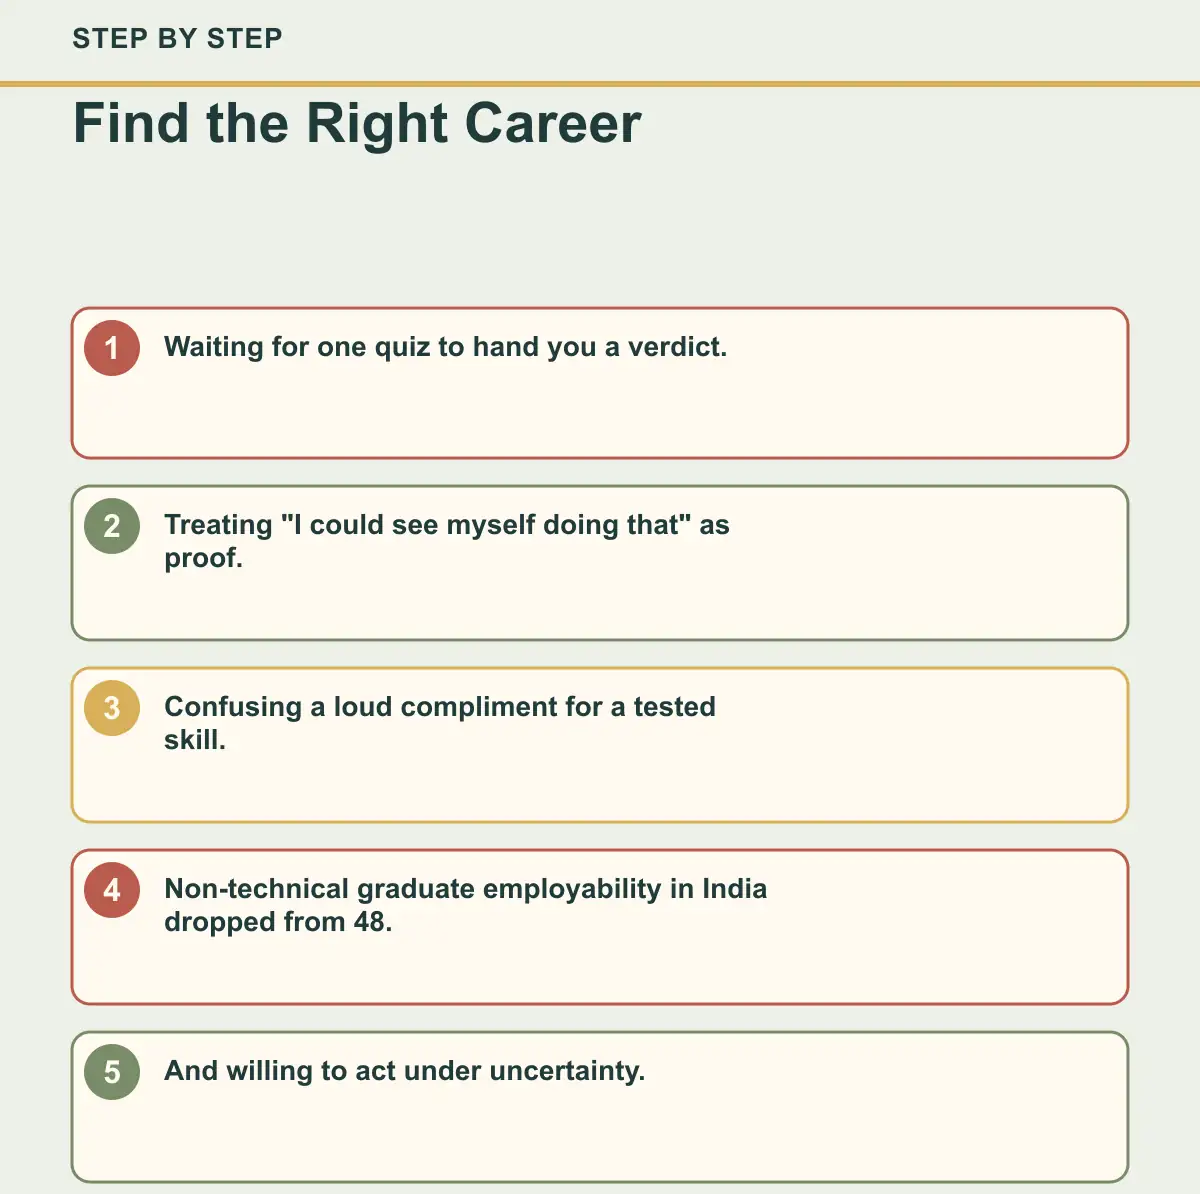 STEP BY STEP
Find the Right Career
1
Waiting for one quiz to hand you a verdict.
2
Treating "I could see myself doing that" as
proof.
3
Confusing a loud compliment for a tested
skill.
4
Non-technical graduate employability in India
dropped from 48.
5
And willing to act under uncertainty.